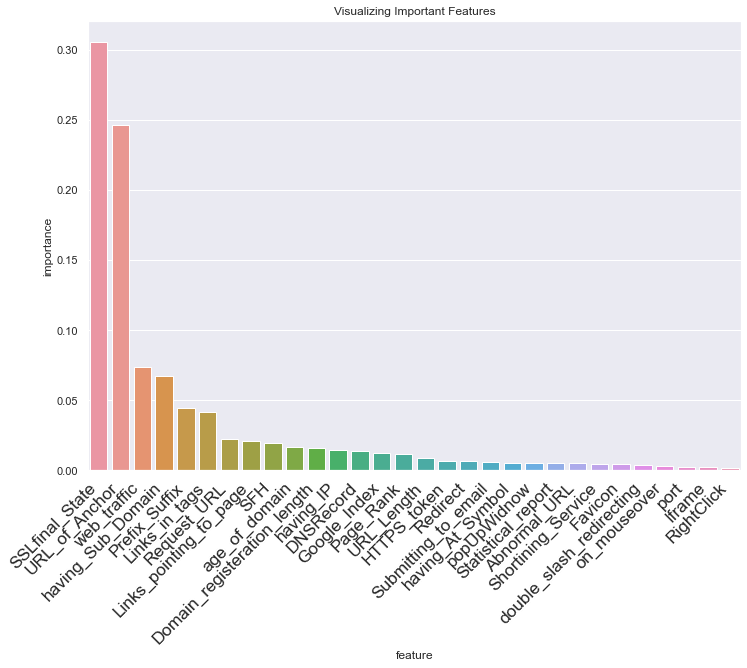 Visualizing Important Features
importance
0.30
0.25
0.20
0.15
0.10
0.05
0.00
SSLfinal_State
URL_of_Anchor
web_traffic
having_Sub_Domain
Prefix_Suffix
Links_in_tags
Request_URL
Links_pointing_to_page
SFH
age_of_domain
Domain_registeration_length
having_IP
DNSRecord
Google_Index
Page_Rank
URL_Length
HTTPS_token
Redirect
Submitting_to_email
having_At_Symbol
popUpWidnow
Statistical_report
Abnormal_URL
Shortining_Service
Favicon
double_slash_redirecting
on_mouseover
port
Iframe
RightClick
feature